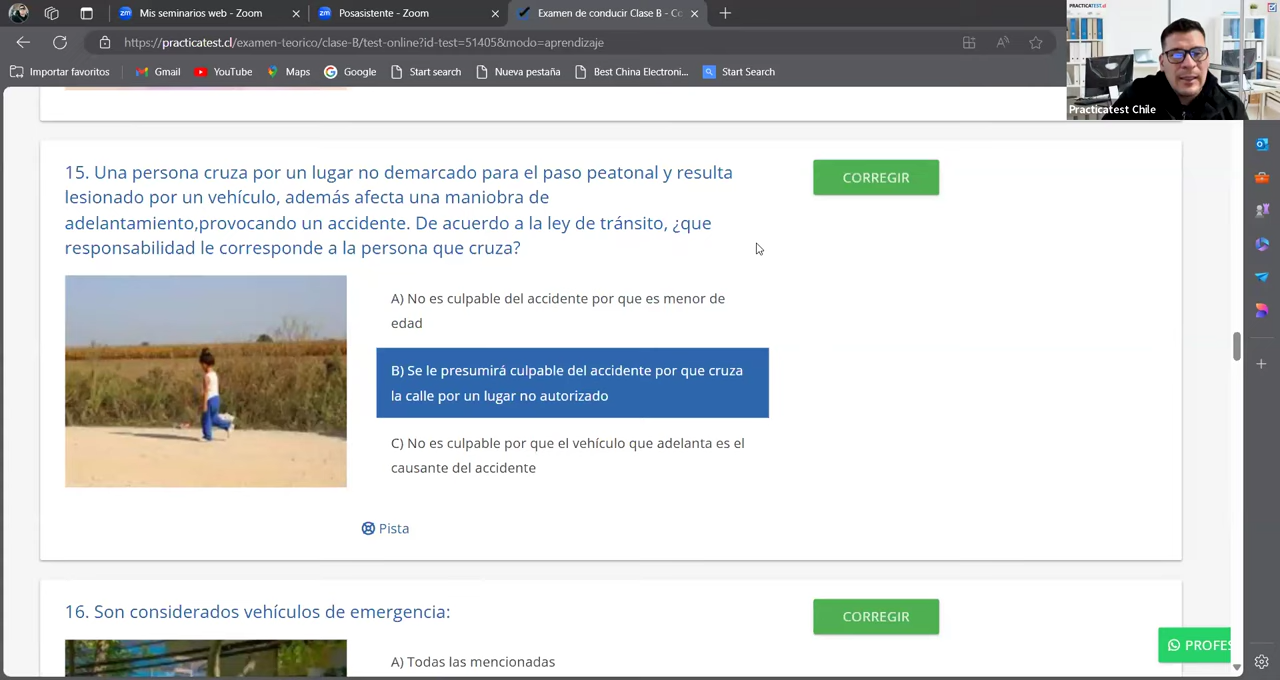 Mis seminarios web - Zoom
Posasistente - Zoom
Examen de conducir Clase B - Co
https://practicatest.cl/examen-teorico/clase-B/test-online?id-test=51405&modo=aprendizaje
Importar favoritos
Gmail
YouTube
Maps
Google
Start search
Nueva pestaña
Best China Electroni...
Start Search
PRACTICATEST.cl
Practicatest Chile
15. Una persona cruza por un lugar no demarcado para el paso peatonal y resulta
lesionado por un vehículo, además afecta una maniobra de
adelantamiento,provocando un accidente. De acuerdo a la ley de tránsito, ¿que
responsabilidad le corresponde a la persona que cruza?
CORREGIR
A) No es culpable del accidente por que es menor de
edad
B) Se le presumirá culpable del accidente por que cruza
la calle por un lugar no autorizado
C) No es culpable por que el vehículo que adelanta es el
causante del accidente
Pista
16. Son considerados vehículos de emergencia:
CORREGIR
A) Todas las mencionadas
PROFES